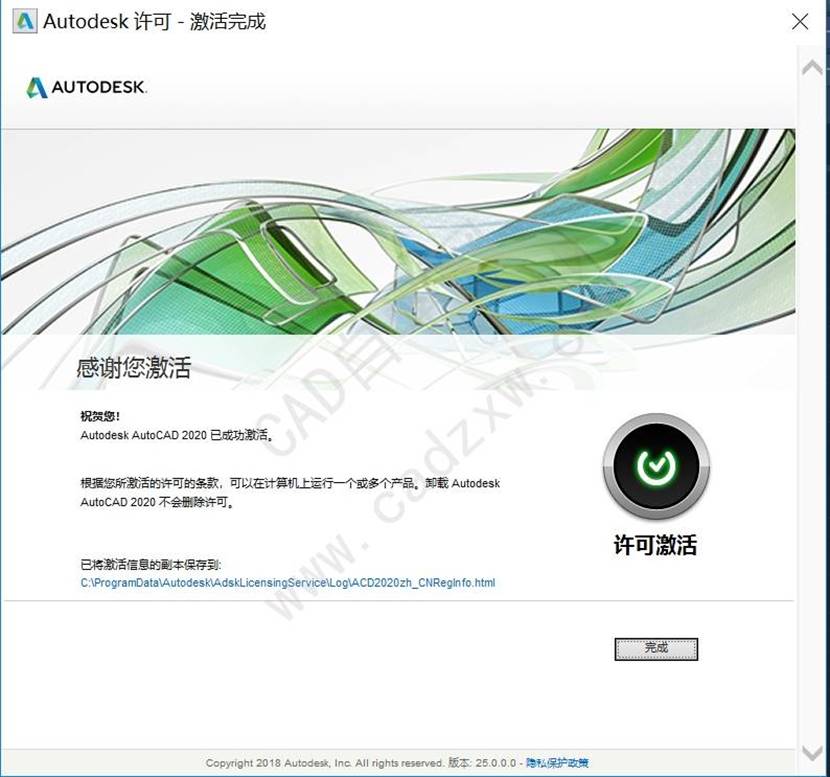 Autodesk 许可 - 激活完成
AUTODESK.
感谢您激活
祝贺您!
Autodesk AutoCAD 2020 已成功激活。
根据您所激活的许可的条款，可以在计算机上运行一个或多个产品。卸载 Autodesk
AutoCAD 2020 不会删除许可。
许可激活
已将激活信息的副本保存到:
C:\ProgramData\Autodesk\AdskLicensingService\Log\ACD2020zh_CNRegInfo.html
完成
Copyright 2018 Autodesk, Inc. All rights reserved. 版本: 25.0.0.0 - 隐私保护政策
CAD自
www.cadzxw.c